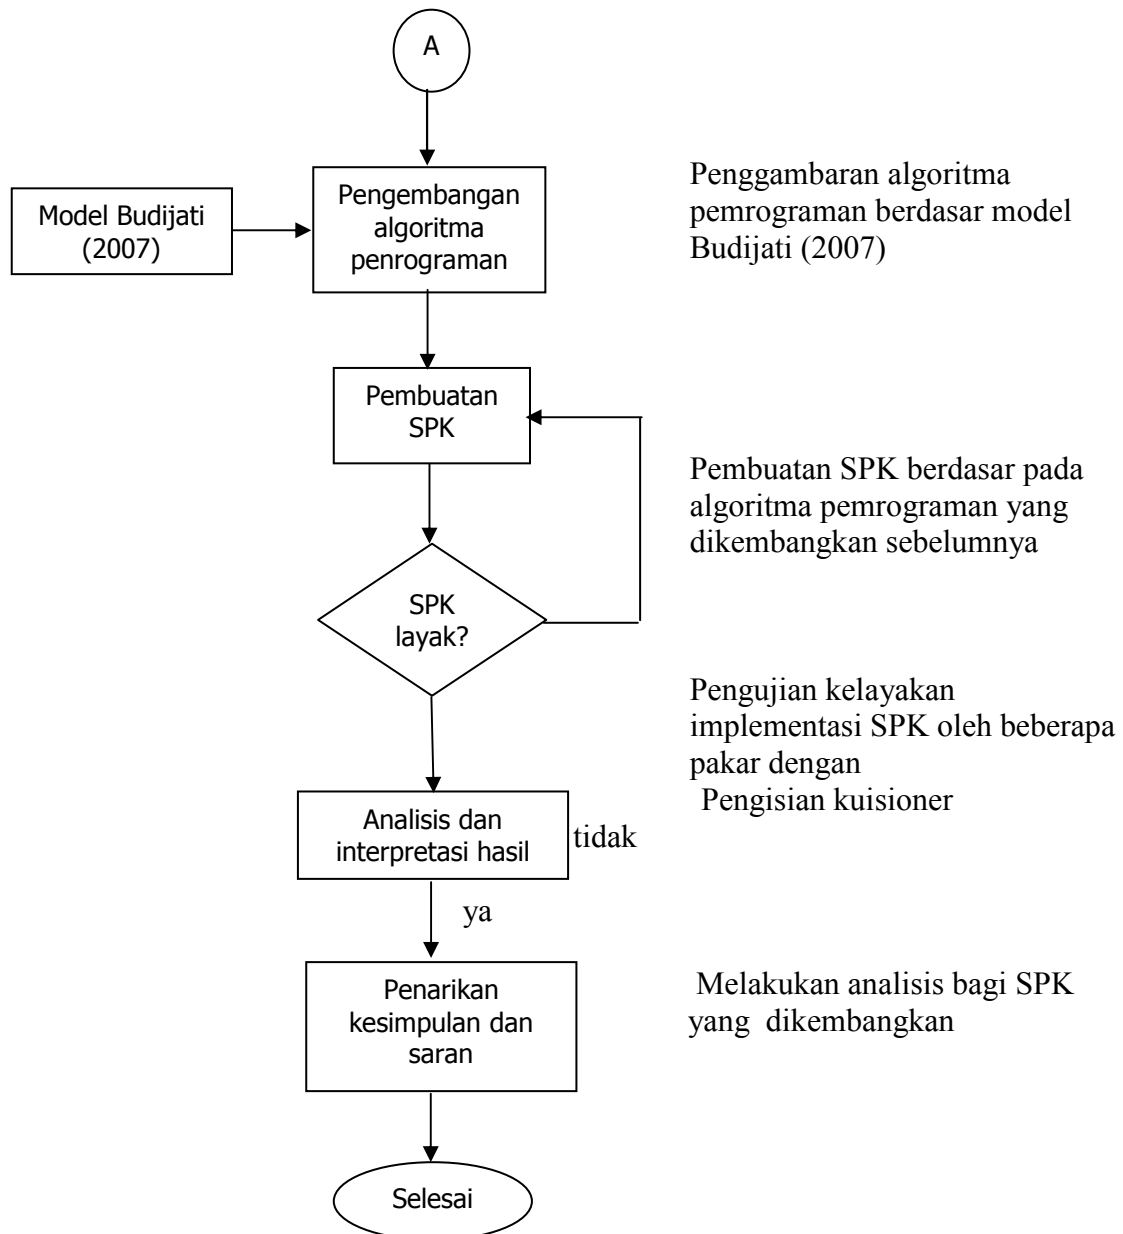 A
Model Budijati
(2007)
Pengembangan
algoritma
penrograman
Penggambaran algoritma
pemrograman berdasar model
Budijati (2007)
Pembuatan
SPK
Pembuatan SPK berdasar pada
algoritma pemrograman yang
dikembangkan sebelumnya
SPK
layak?
Pengujian kelayakan
implementasi SPK oleh beberapa
pakar dengan
Pengisian kuisioner
Analisis dan
interpretasi hasil
tidak
ya
Penarikan
kesimpulan dan
saran
Melakukan analisis bagi SPK
yang dikembangkan
Selesai